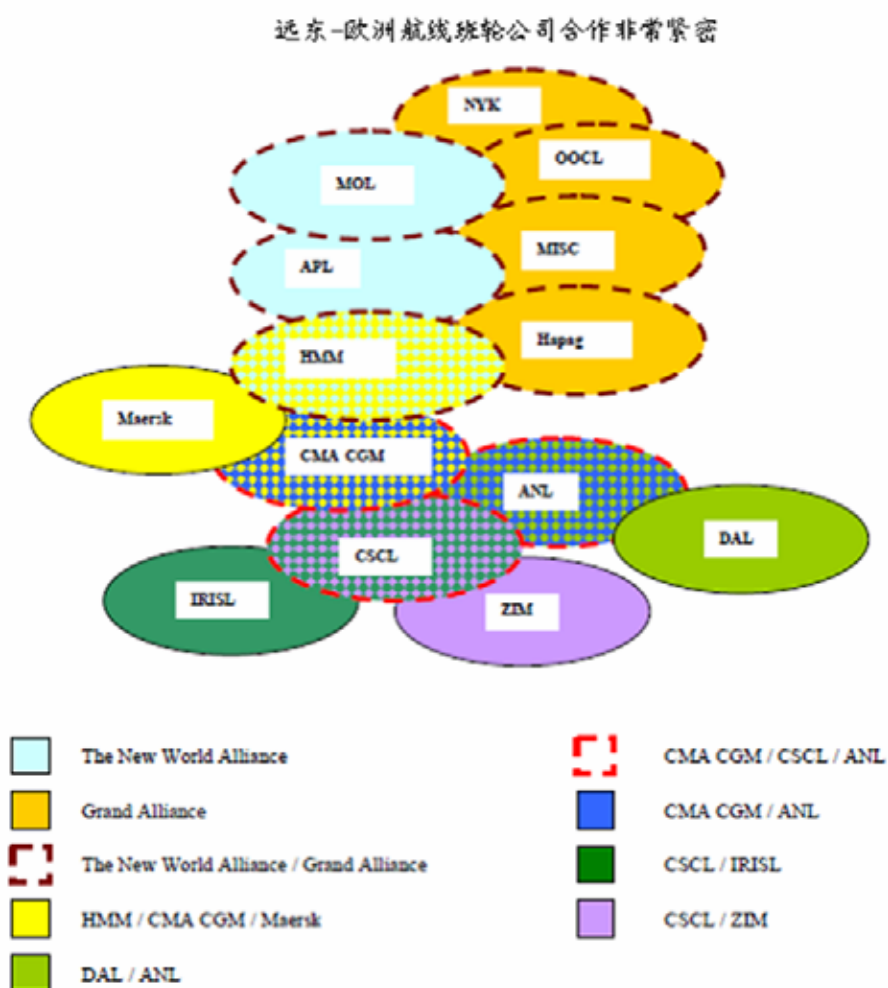 远东-欧洲航线班轮公司合作非常紧密
NYK
OOCL
MOL
MISC
APL
Hapag
HMM
Maersk
CMA CGM
ANL
DAL
CSCL
IRISL
ZIM
The New World Alliance
Grand Alliance
The New World Alliance / Grand Alliance
HMM / CMA CGM / Maersk
DAL / ANL
CMA CGM / CSCL / ANL
CMA CGM / ANL
CSCL / IRISL
CSCL / ZIM